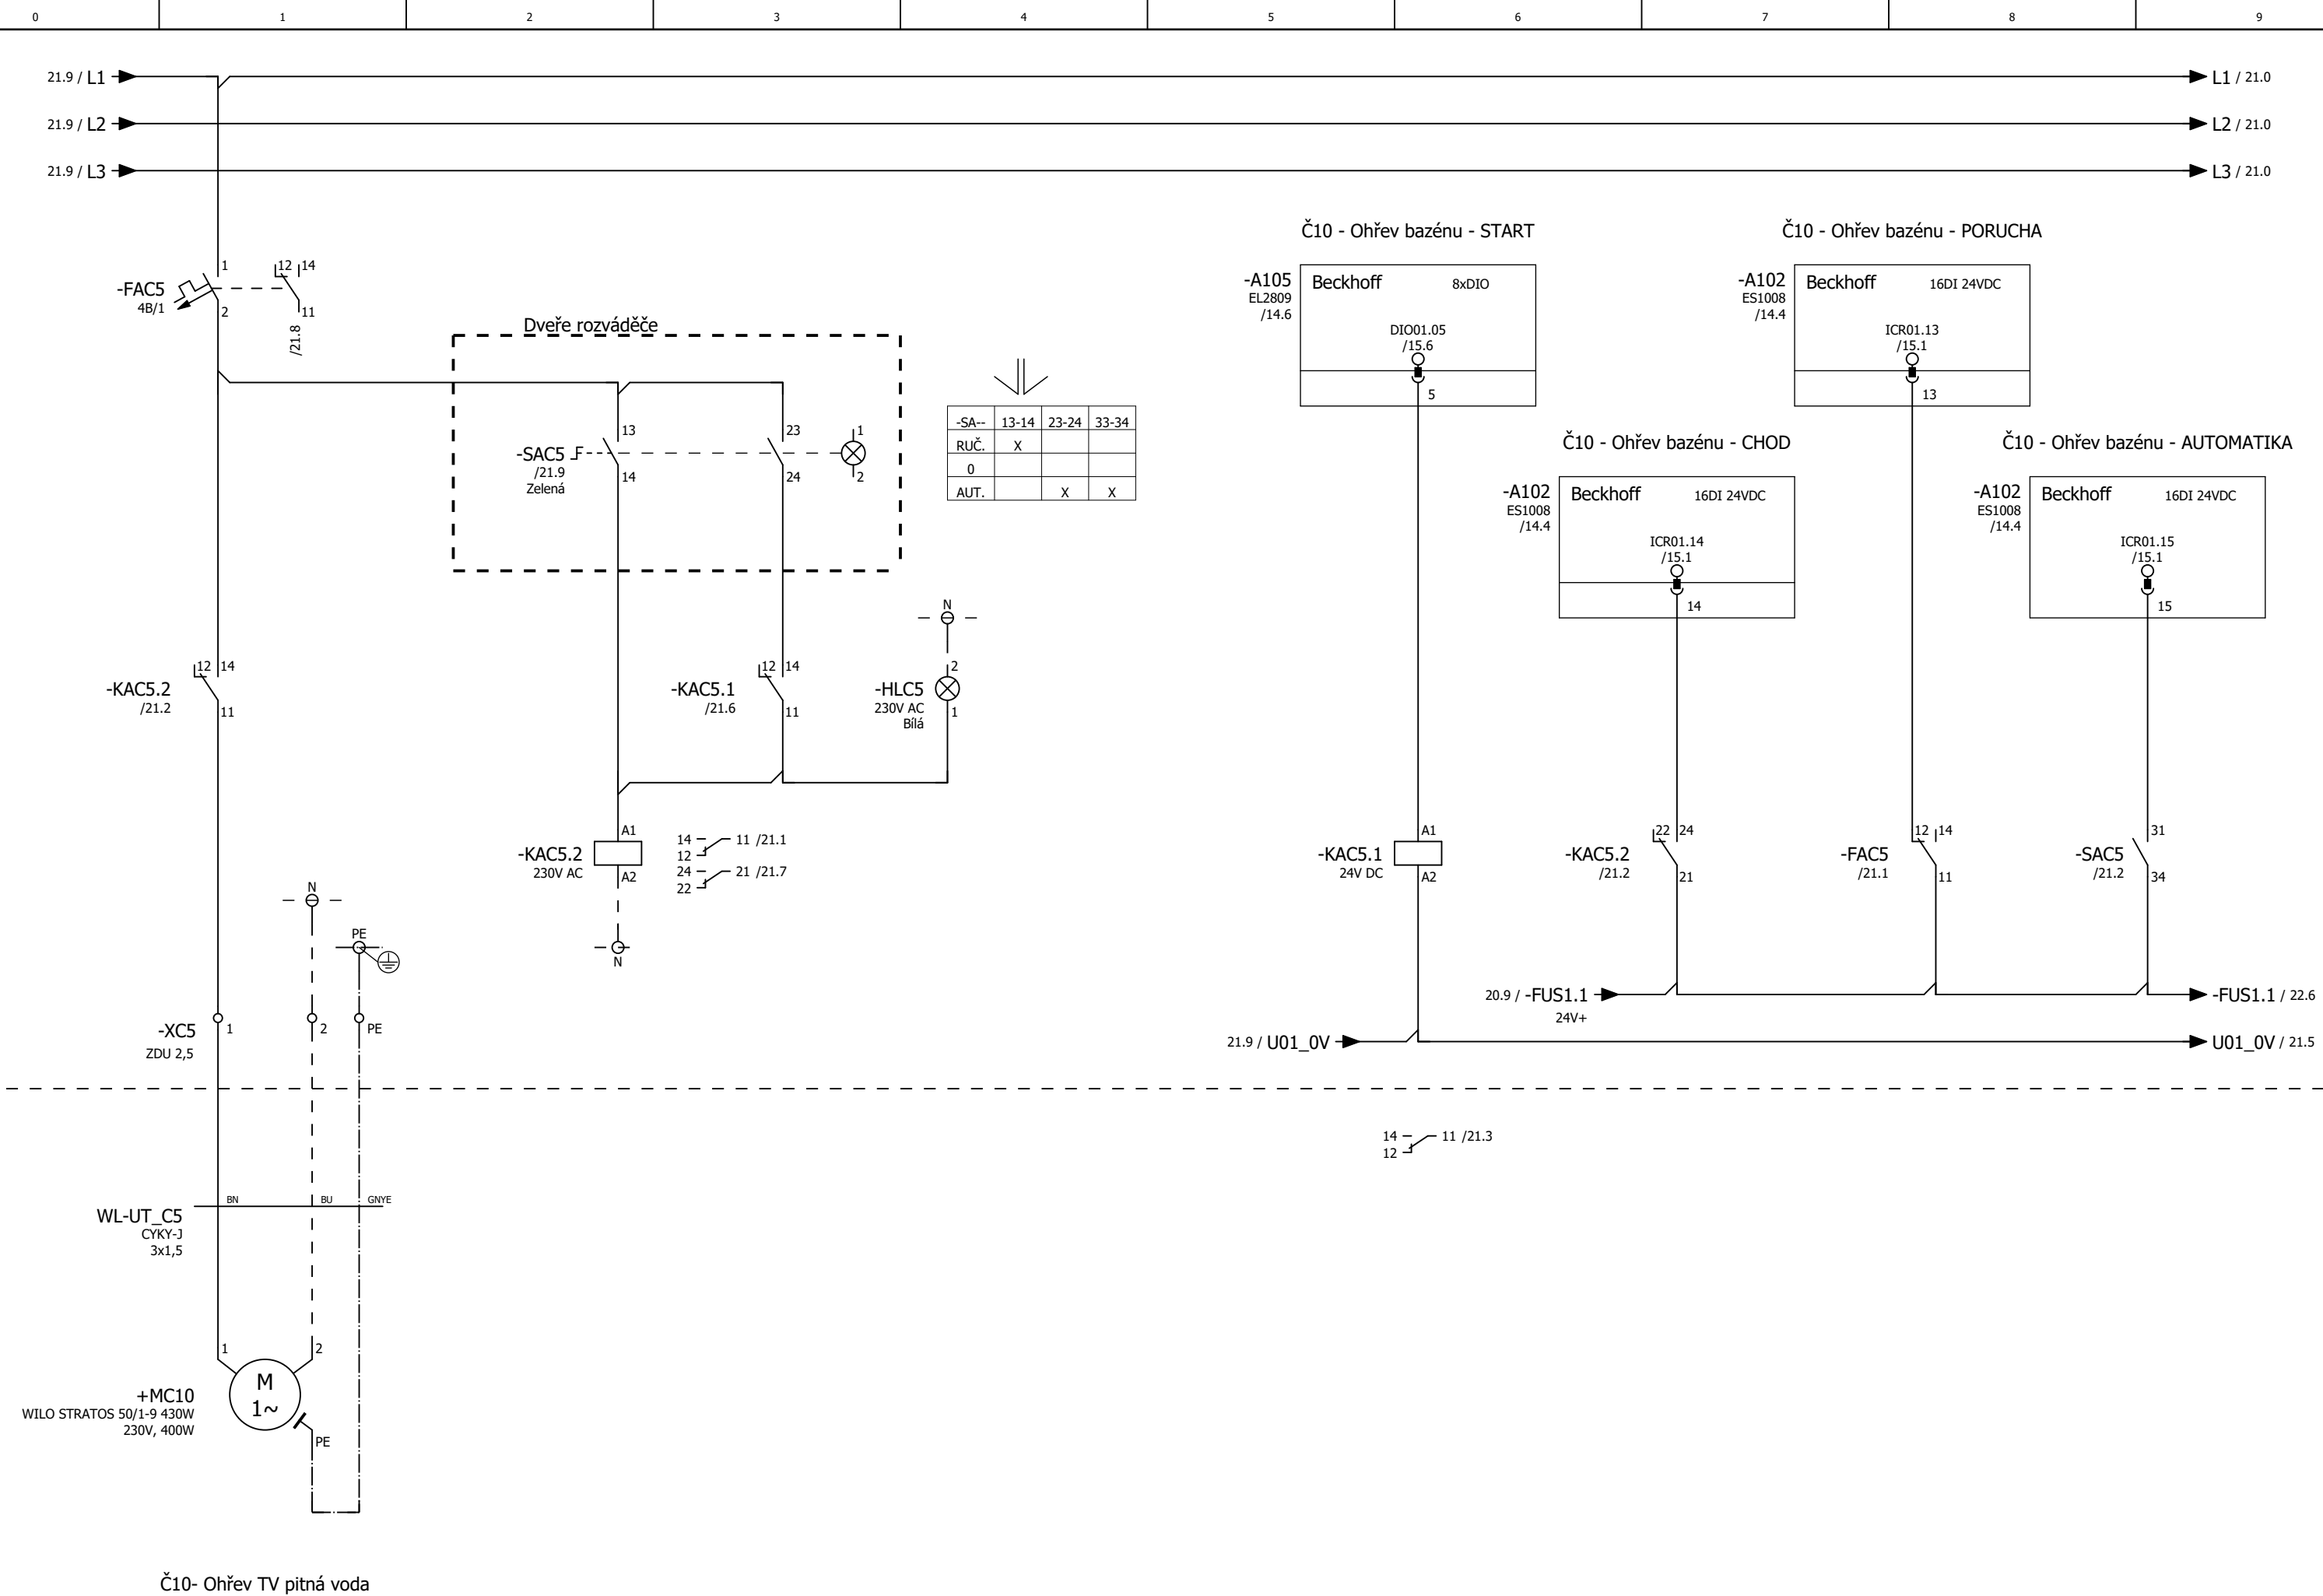 0 1 2 3 4 5 6 7 8 9
21.9 / L1
L1 / 21.0
21.9 / L2
L2 / 21.0
21.9 / L3
L3 / 21.0
Č10 - Ohřev bazénu - START
Č10 - Ohřev bazénu - PORUCHA
-FAC5
4B/1
1
2
12 14
11
/21.8
-A105
EL2809
/14.6
Beckhoff 8xDIO
DIO01.05
/15.6
5
-A102
ES1008
/14.4
Beckhoff 16DI 24VDC
ICR01.13
/15.1
13
Dveře rozváděče
-SAC5
/21.9
Zelená
13
14
23
24
1
2
-SA-- 13-14 23-24 33-34
RUČ. X
0
AUT. X X
Č10 - Ohřev bazénu - CHOD
Č10 - Ohřev bazénu - AUTOMATIKA
-A102
ES1008
/14.4
Beckhoff 16DI 24VDC
ICR01.14
/15.1
14
-A102
ES1008
/14.4
Beckhoff 16DI 24VDC
ICR01.15
/15.1
15
-KAC5.2
/21.2
12 14
11
-KAC5.1
/21.6
12 14
11
N
-HLC5
230V AC
Bílá
2
1
-KAC5.2
230V AC
A1
A2
N
14 11 /21.1
12
24 21 /21.7
22
-KAC5.1
24V DC
A1
A2
-KAC5.2
/21.2
22 24
21
-FAC5
/21.1
12 14
11
-SAC5
/21.2
31
34
N
PE
20.9 / -FUS1.1
24V+
-FUS1.1 / 22.6
21.9 / U01_0V
U01_0V / 21.5
-XC5
ZDU 2,5
1
2
PE
14 11 /21.3
12
WL-UT_C5
CYKY-J
3x1,5
BN
BU
GNYE
+MC10
WILO STRATOS 50/1-9 430W
230V, 400W
1
2
M
1~
PE
Č10- Ohřev TV pitná voda